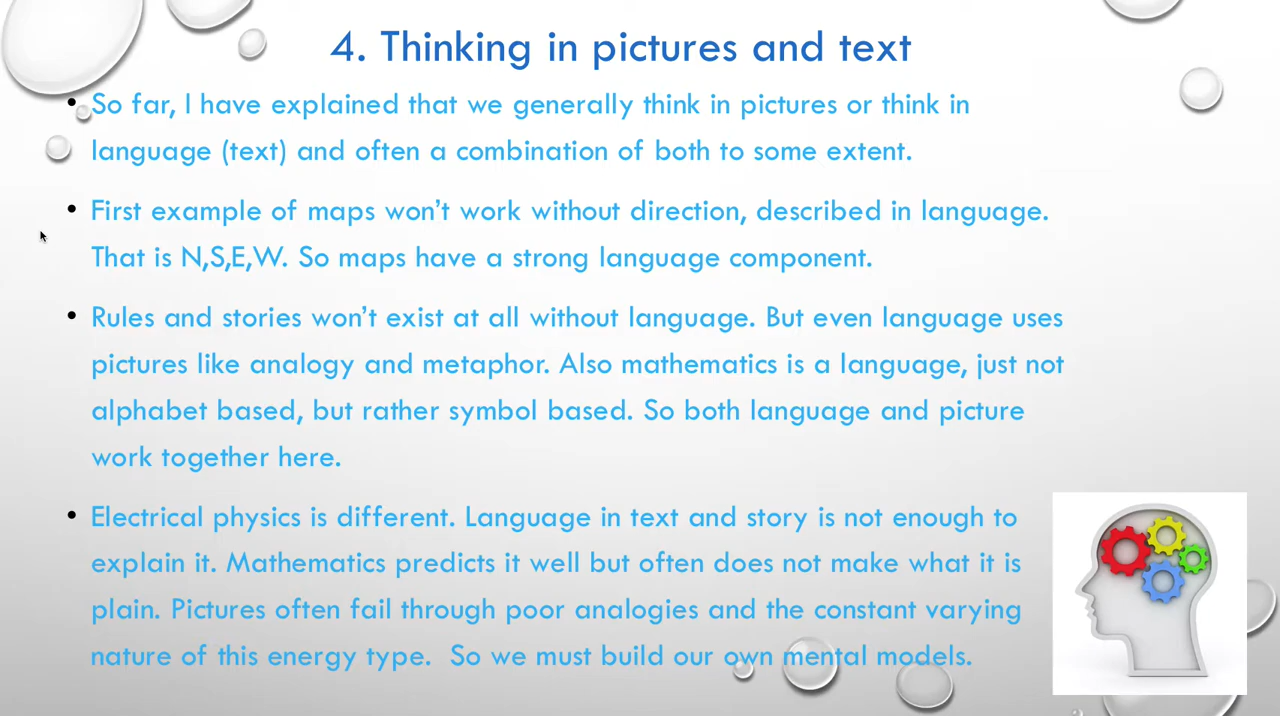 4. Thinking in pictures and text
• So far, I have explained that we generally think in pictures or think in
language (text) and often a combination of both to some extent.
• First example of maps won’t work without direction, described in language.
That is N,S,E,W. So maps have a strong language component.
• Rules and stories won’t exist at all without language. But even language uses
pictures like analogy and metaphor. Also mathematics is a language, just not
alphabet based, but rather symbol based. So both language and picture
work together here.
• Electrical physics is different. Language in text and story is not enough to
explain it. Mathematics predicts it well but often does not make what it is
plain. Pictures often fail through poor analogies and the constant varying
nature of this energy type.  So we must build our own mental models.